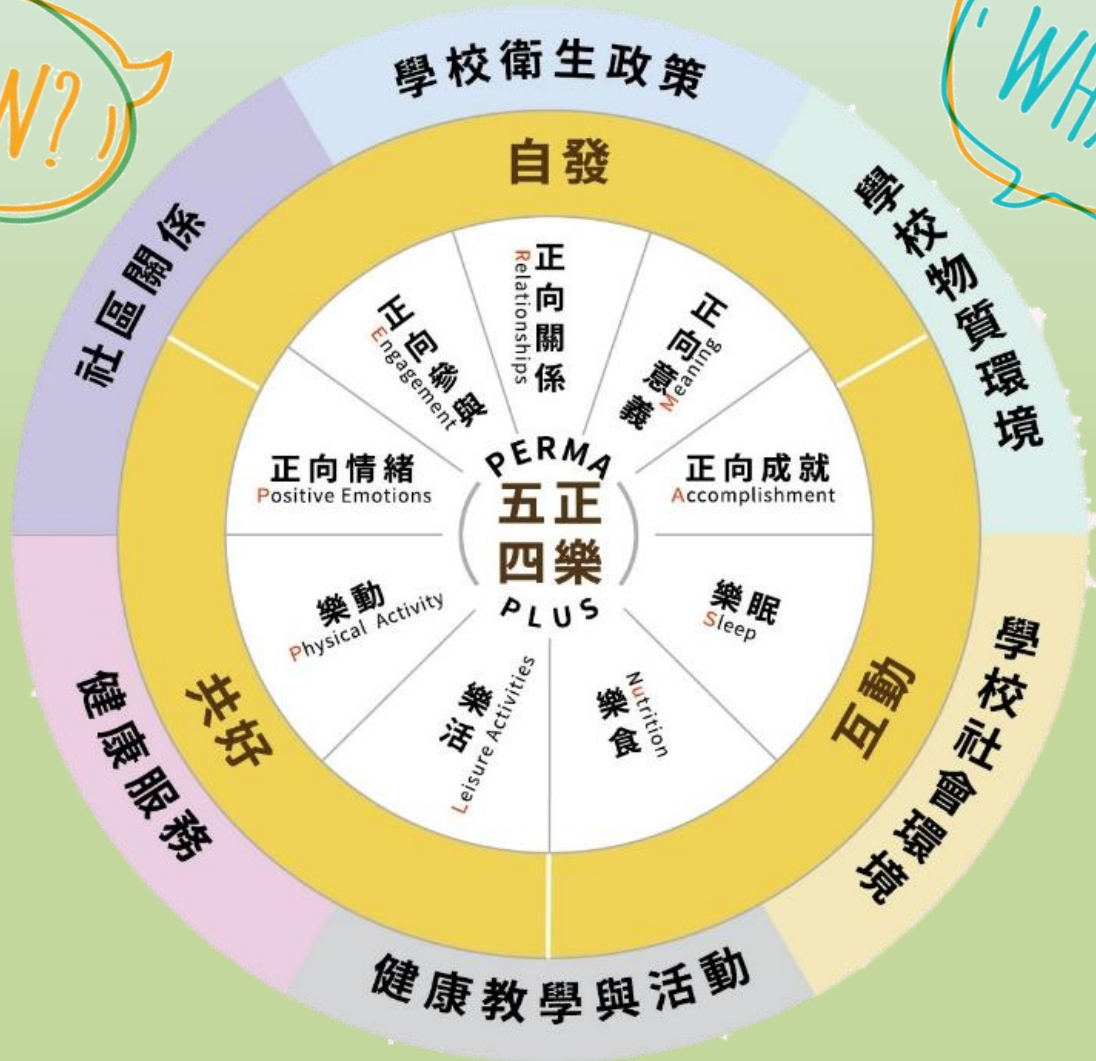 學校衛生政策
學校物質環境
學校社會環境
健康教學與活動
健康服務
社區關係
自發
互動
共好
正向情緒
Positive Emotions
正向參與
Engagement
正向關係
Relationships
正向意義
Meaning
正向成就
Accomplishment
樂眠
Sleep
樂食
Nutrition
樂活
Leisure Activities
樂動
Physical Activity
PERMA
五正
四樂
PLUS